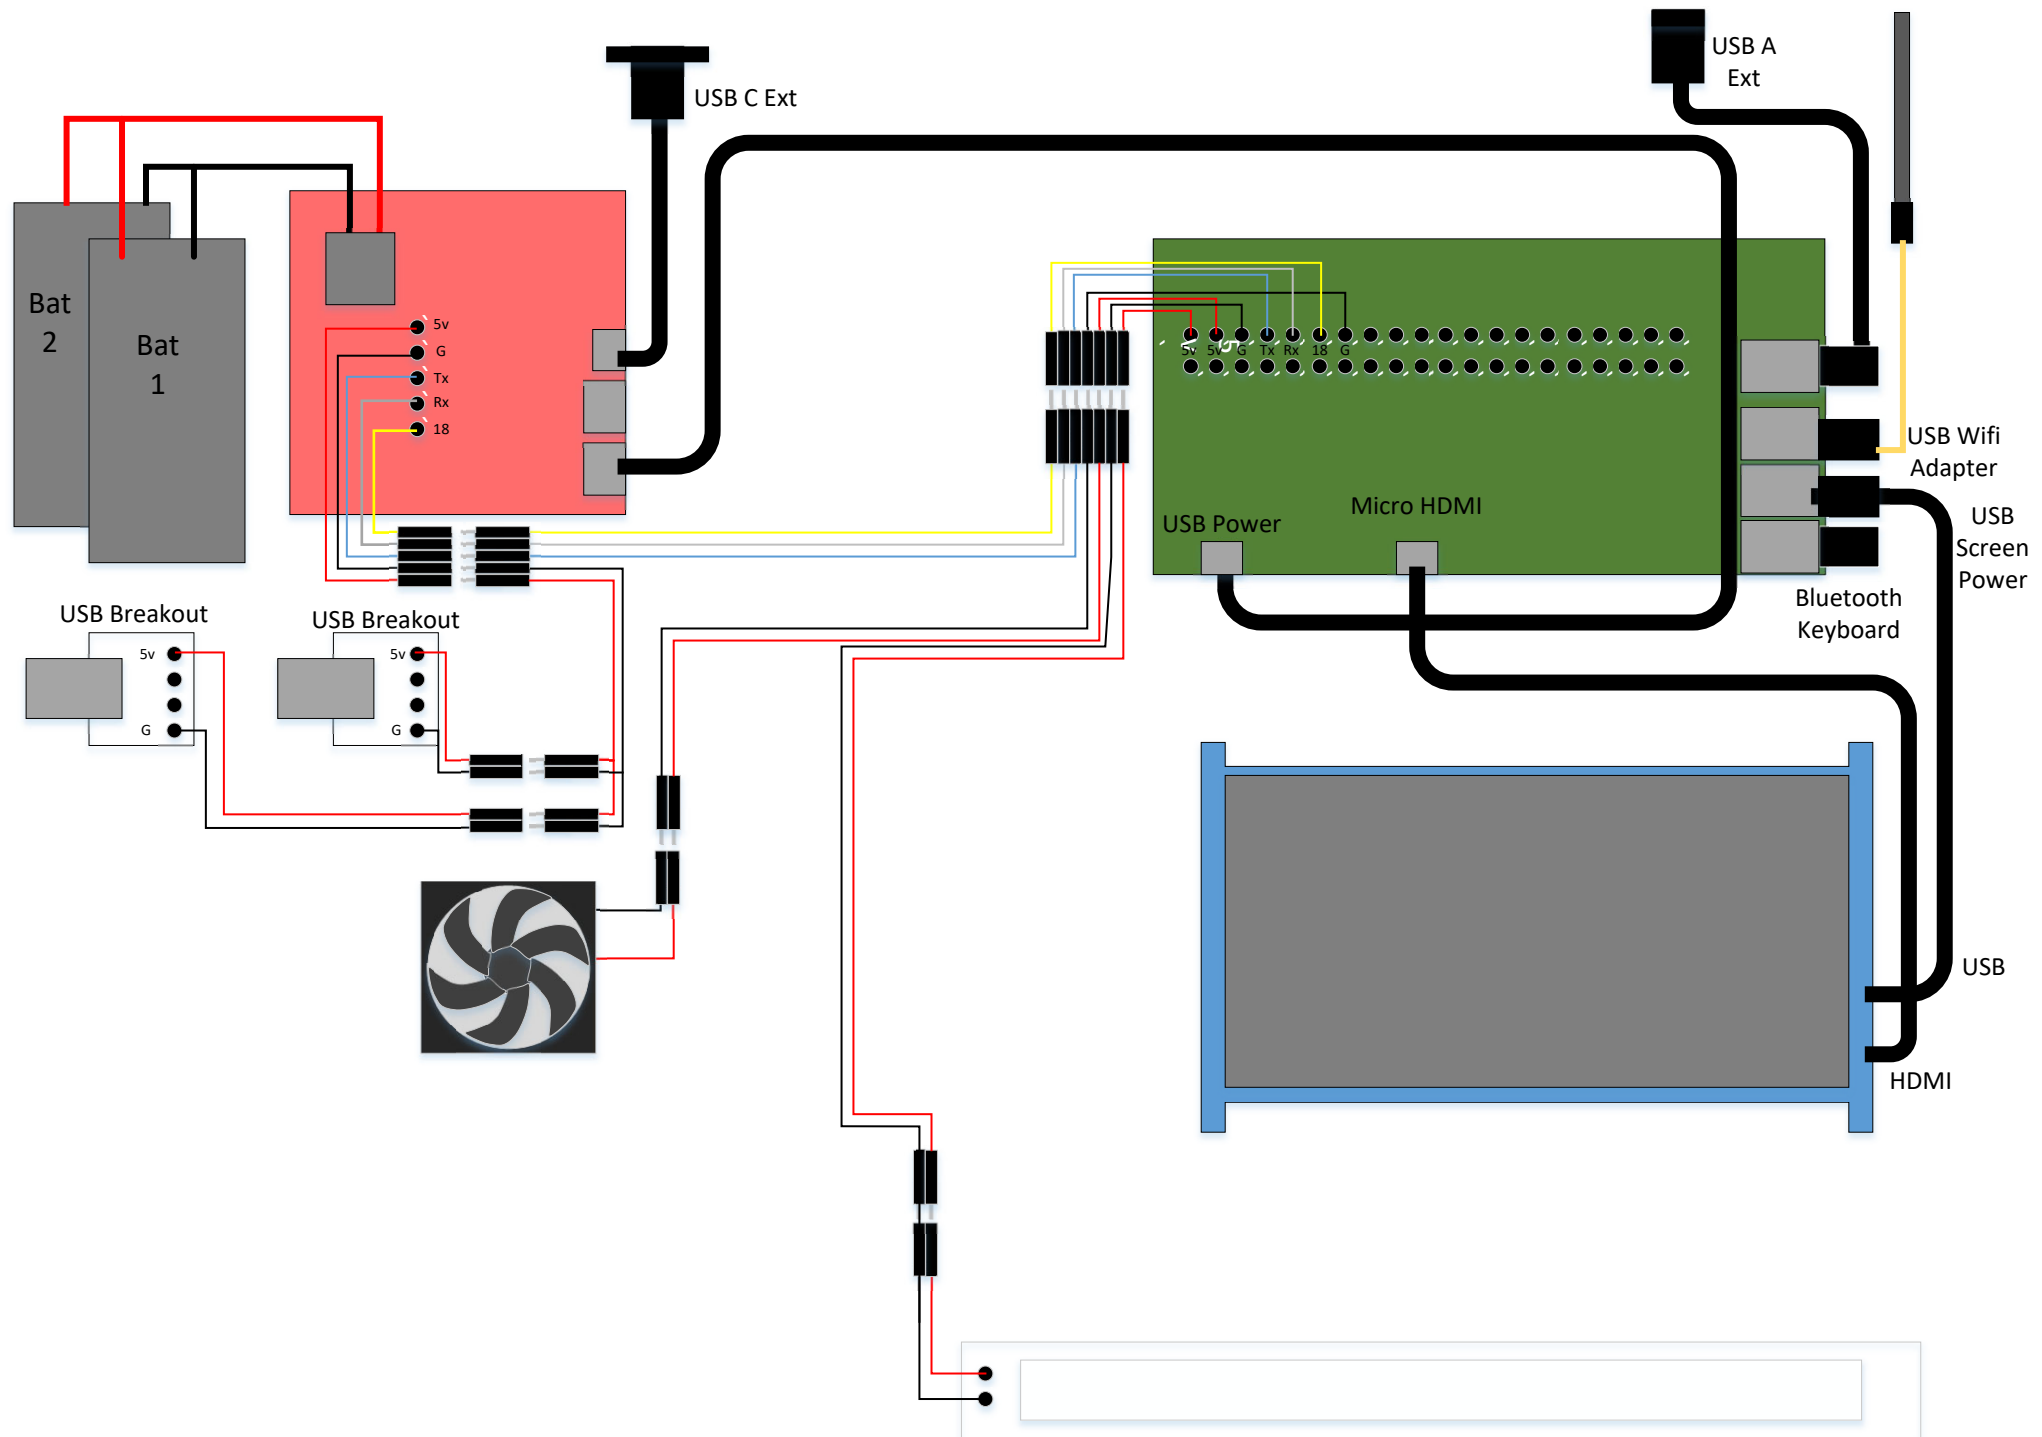 USB C Ext
USB A
Ext
Bat
2
Bat
1
5v
G
Tx
Rx
18
5v
5v
G
Tx
Rx
18
G
USB Wifi
Adapter
Micro HDMI
USB Power
USB
Screen
Power
Bluetooth
Keyboard
USB Breakout
5v
G
USB Breakout
5v
G
USB
HDMI